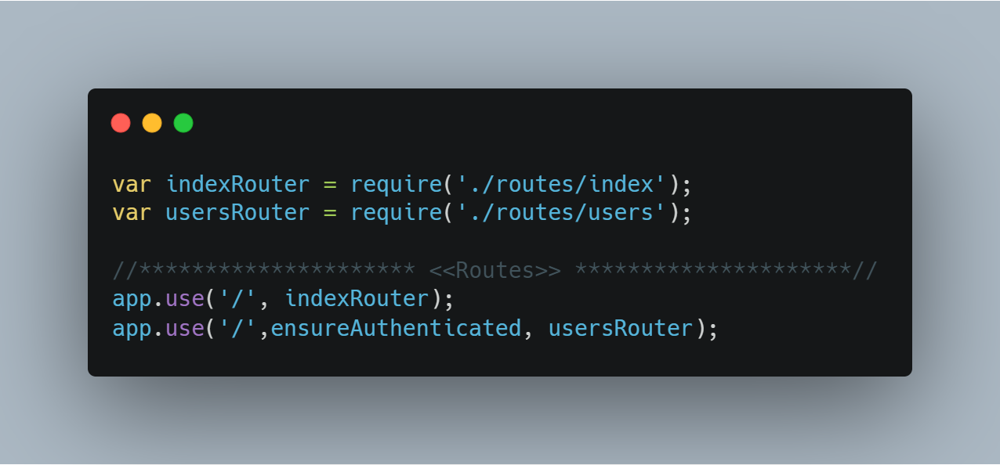 var indexRouter = require('./routes/index');
var usersRouter = require('./routes/users');
//********************* <<Routes>> *********************//
app.use('/', indexRouter);
app.use('/',ensureAuthenticated, usersRouter);